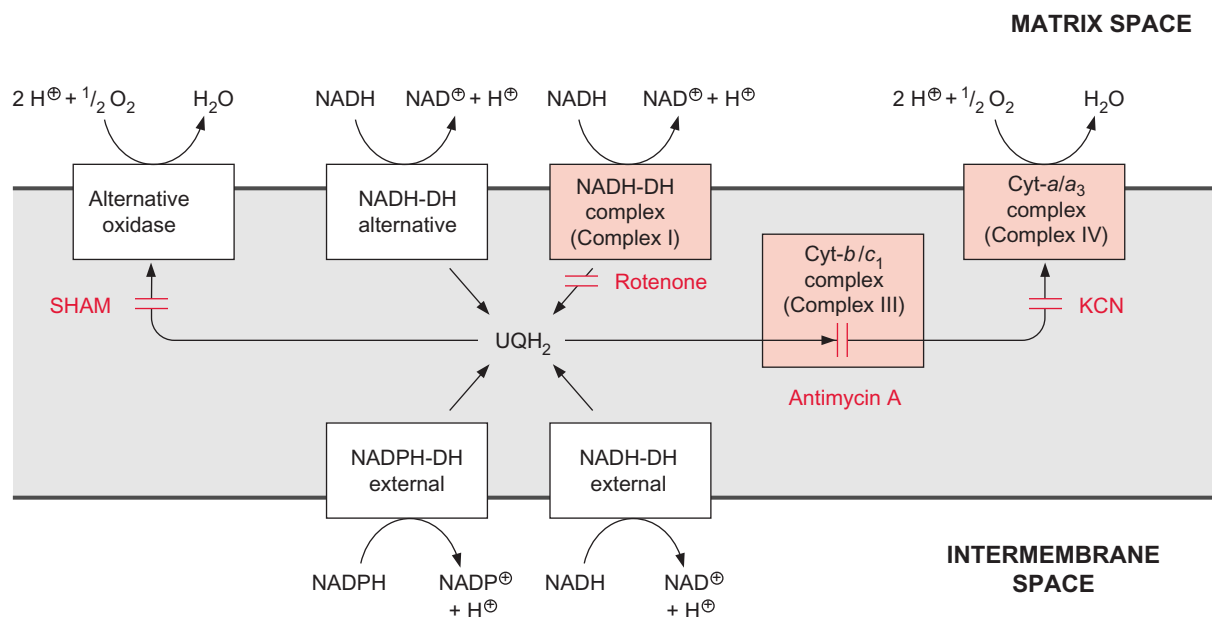 MATRIX SPACE
2 H⊕ + 1/2 O2
H2O
NADH
NAD⊕ + H⊕
NADH
NAD⊕ + H⊕
2 H⊕ + 1/2 O2
H2O
Alternative
oxidase
NADH-DH
alternative
NADH-DH
complex
(Complex I)
Cyt-a/a3
complex
(Complex IV)
Cyt-b/c1
complex
(Complex III)
SHAM
Rotenone
KCN
UQH2
Antimycin A
NADPH-DH
external
NADH-DH
external
NADPH
NADP⊕
+ H⊕
NADH
NAD⊕
+ H⊕
INTERMEMBRANE
SPACE